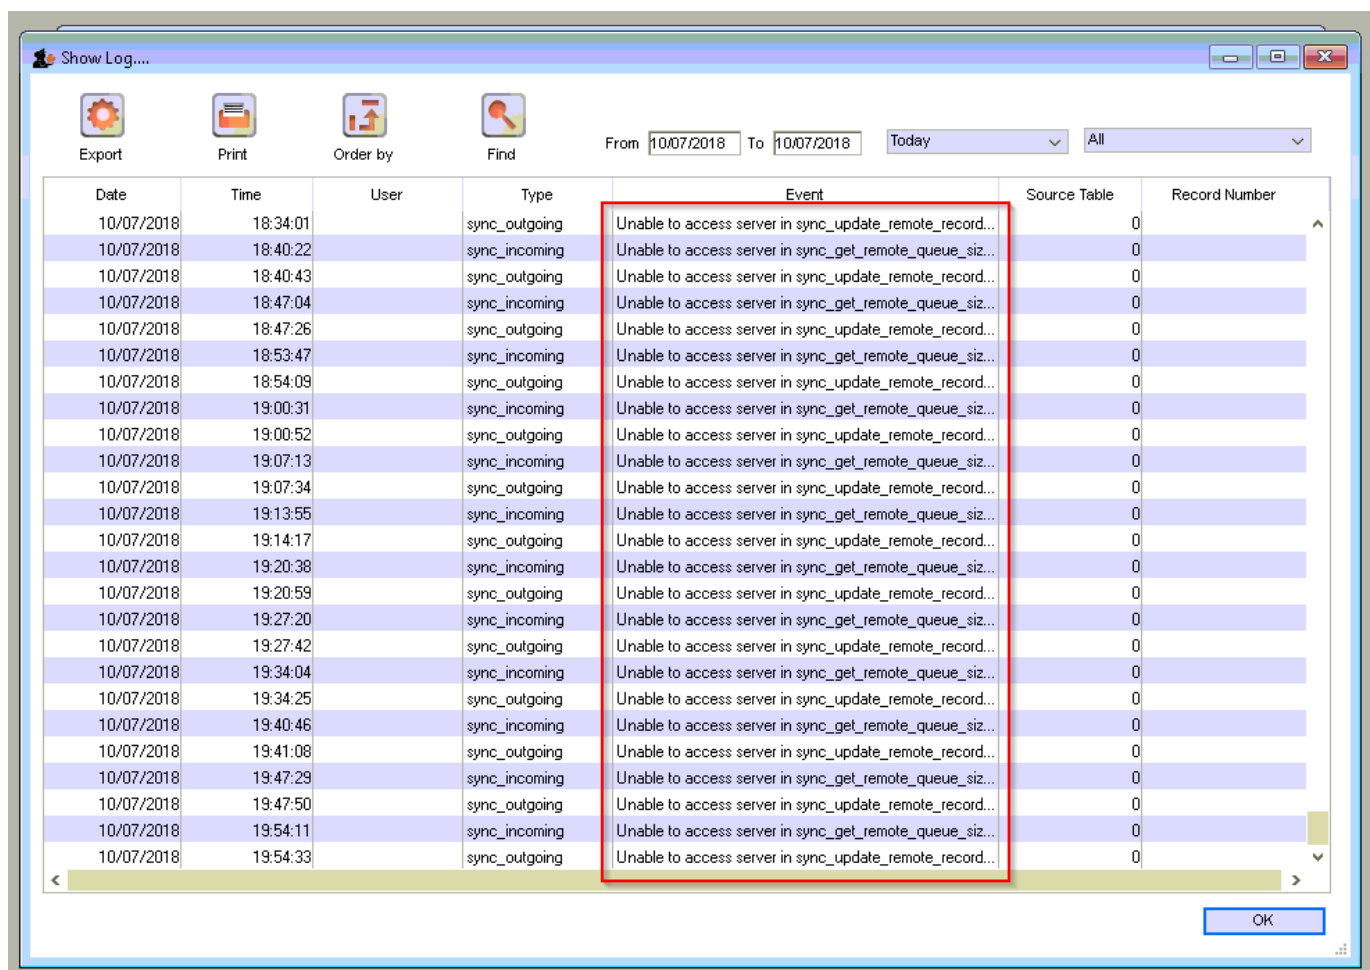 Show Log....
Export Print Order by Find From 10/07/2018 To 10/07/2018 Today All
Date Time User Type Event Source Table Record Number
10/07/2018 18:34:01 sync_outgoing Unable to access server in sync_update_remote_record... 0
10/07/2018 18:40:22 sync_incoming Unable to access server in sync_get_remote_queue_siz... 0
10/07/2018 18:40:43 sync_outgoing Unable to access server in sync_update_remote_record... 0
10/07/2018 18:47:04 sync_incoming Unable to access server in sync_get_remote_queue_siz... 0
10/07/2018 18:47:26 sync_outgoing Unable to access server in sync_update_remote_record... 0
10/07/2018 18:53:47 sync_incoming Unable to access server in sync_get_remote_queue_siz... 0
10/07/2018 18:54:09 sync_outgoing Unable to access server in sync_update_remote_record... 0
10/07/2018 19:00:31 sync_incoming Unable to access server in sync_get_remote_queue_siz... 0
10/07/2018 19:00:52 sync_outgoing Unable to access server in sync_update_remote_record... 0
10/07/2018 19:07:13 sync_incoming Unable to access server in sync_get_remote_queue_siz... 0
10/07/2018 19:07:34 sync_outgoing Unable to access server in sync_update_remote_record... 0
10/07/2018 19:13:55 sync_incoming Unable to access server in sync_get_remote_queue_siz... 0
10/07/2018 19:14:17 sync_outgoing Unable to access server in sync_update_remote_record... 0
10/07/2018 19:20:38 sync_incoming Unable to access server in sync_get_remote_queue_siz... 0
10/07/2018 19:20:59 sync_outgoing Unable to access server in sync_update_remote_record... 0
10/07/2018 19:27:20 sync_incoming Unable to access server in sync_get_remote_queue_siz... 0
10/07/2018 19:27:42 sync_outgoing Unable to access server in sync_update_remote_record... 0
10/07/2018 19:34:04 sync_incoming Unable to access server in sync_get_remote_queue_siz... 0
10/07/2018 19:34:25 sync_outgoing Unable to access server in sync_update_remote_record... 0
10/07/2018 19:40:46 sync_incoming Unable to access server in sync_get_remote_queue_siz... 0
10/07/2018 19:41:08 sync_outgoing Unable to access server in sync_update_remote_record... 0
10/07/2018 19:47:29 sync_incoming Unable to access server in sync_get_remote_queue_siz... 0
10/07/2018 19:47:50 sync_outgoing Unable to access server in sync_update_remote_record... 0
10/07/2018 19:54:11 sync_incoming Unable to access server in sync_get_remote_queue_siz... 0
10/07/2018 19:54:33 sync_outgoing Unable to access server in sync_update_remote_record... 0
OK